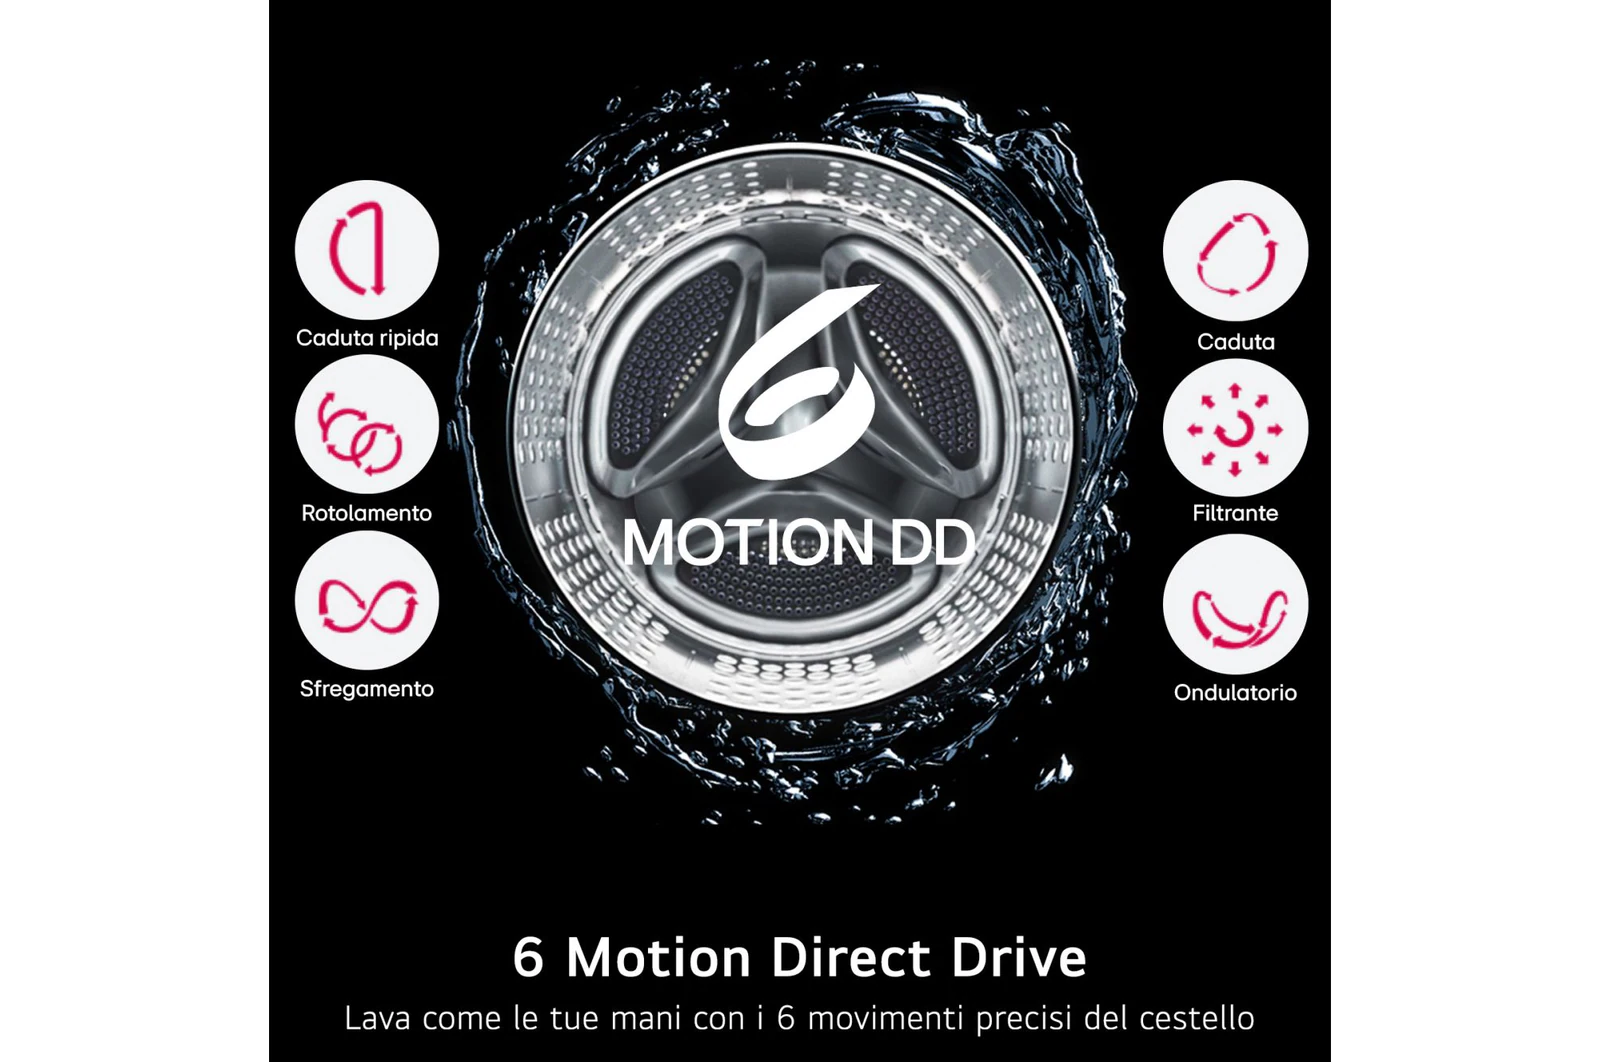 Caduta ripida
Rotolamento
Sfregamento
6
MOTION DD
Caduta
Filtrante
Ondulatorio
6 Motion Direct Drive
Lava come le tue mani con i 6 movimenti precisi del cestello